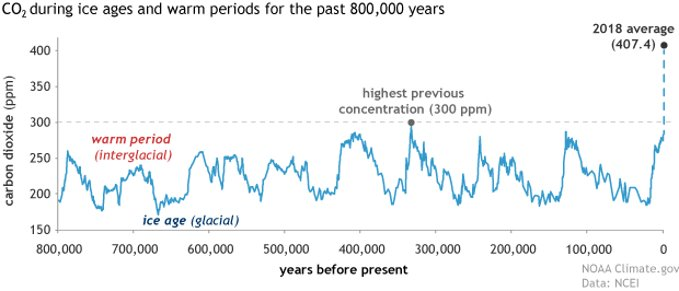 CO₂ during ice ages and warm periods for the past 800,000 years
2018 average
(407.4)
400
highest previous
concentration (300 ppm)
350
300
warm period
(interglacial)
250
carbon dioxide (ppm)
200
ice age (glacial)
150
800,000 700,000 600,000 500,000 400,000 300,000 200,000 100,000 0
years before present
NOAA Climate.gov
Data: NCEI